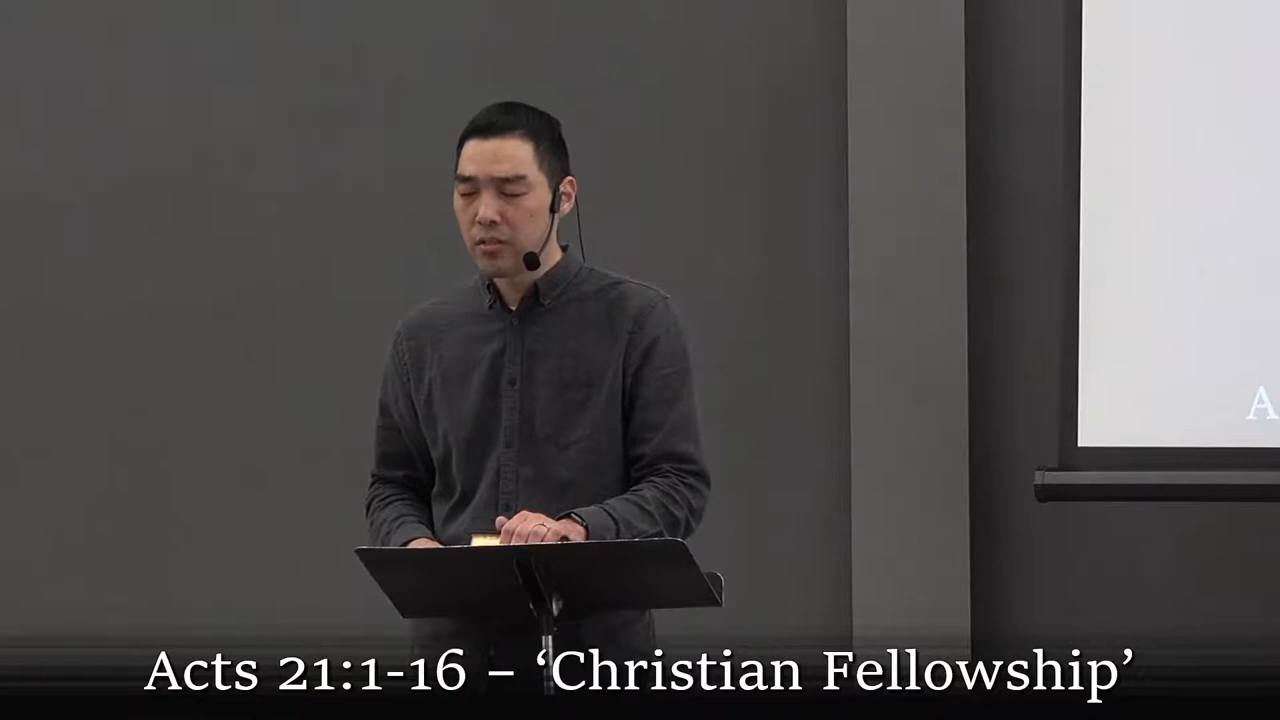 A
Acts 21:1-16 – ‘Christian Fellowship’